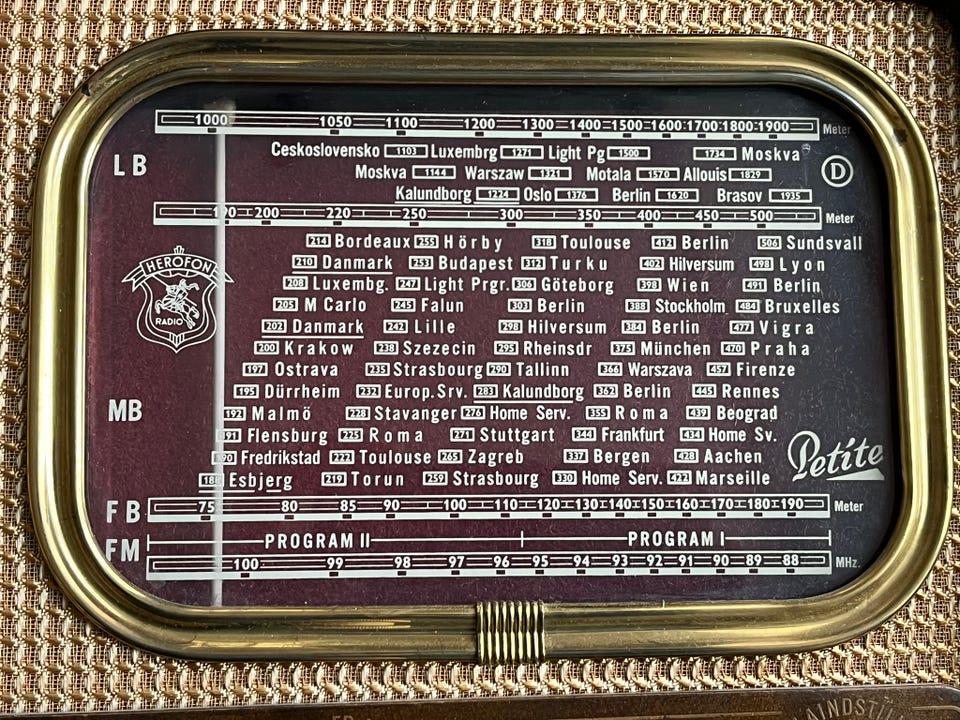 1000 1050 1100 1200 1300 1400 1500 1600 1700 1800 1900 Meter
LB
Ceskoslovensko 1103 Luxembrg 1271 Light Pg 1500 1734 Moskva
Moskva 1144 Warszaw 1321 Motala 1570 Allouis 1829
D
Kalundborg 1224 Oslo 1376 Berlin 1620 Brasov 1935
190 200 220 250 300 350 400 450 500 Meter
214 Bordeaux 255 Hörby 318 Toulouse 412 Berlin 506 Sundsvall
210 Danmark 253 Budapest 312 Turku 402 Hilversum 498 Lyon
HEROFON
RADIO
208 Luxembg. 247 Light Prgr. 306 Göteborg 398 Wien 491 Berlin
205 M Carlo 245 Falun 303 Berlin 388 Stockholm 484 Bruxelles
202 Danmark 242 Lille 298 Hilversum 384 Berlin 477 Vigra
200 Krakow 238 Szezecin 295 Rheinsdr 375 München 470 Praha
197 Ostrava 235 Strasbourg 290 Tallinn 366 Warszava 457 Firenze
195 Dürrheim 232 Europ.Srv. 283 Kalundborg 362 Berlin 445 Rennes
MB
192 Malmö 228 Stavanger 276 Home Serv. 355 Roma 439 Beograd
191 Flensburg 225 Roma 271 Stuttgart 344 Frankfurt 434 Home Sv.
190 Fredrikstad 222 Toulouse 265 Zagreb 337 Bergen 428 Aachen
Petite
188 Esbjerg 219 Torun 259 Strasbourg 330 Home Serv. 422 Marseille
FB 75 80 85 90 100 110 120 130 140 150 160 170 180 190 Meter
FM PROGRAM II PROGRAM I
100 99 98 97 96 95 94 93 92 91 90 89 88 MHz.